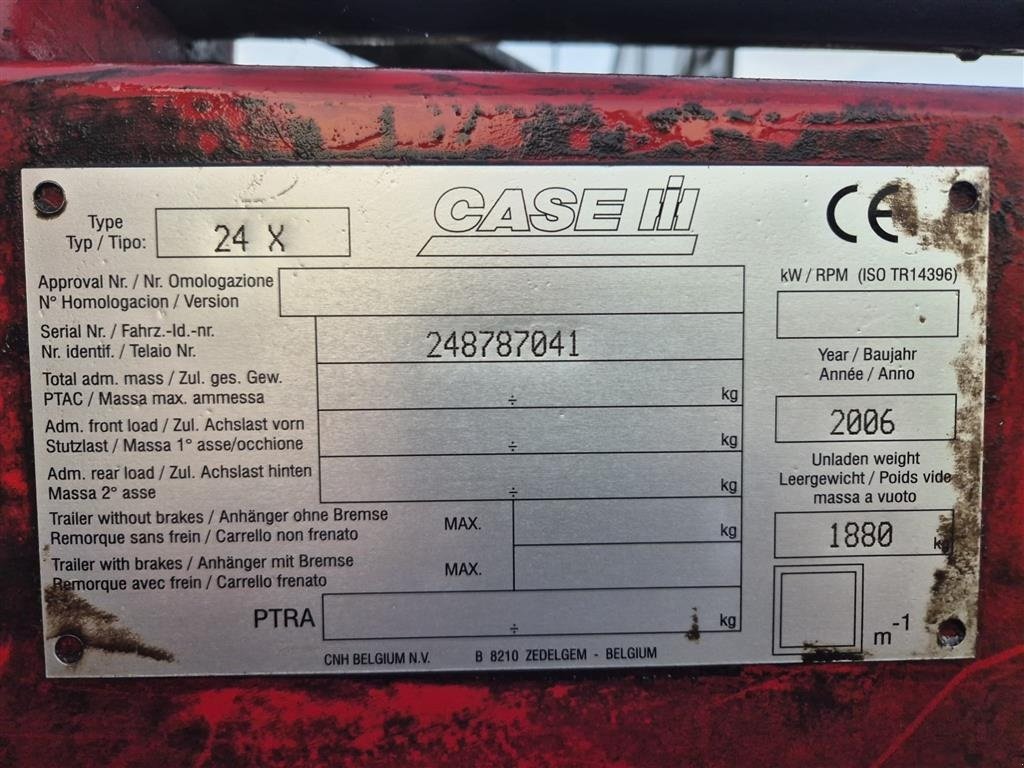 CASE III
CE
Type
Typ / Tipo:
24 X
Approval Nr. / Nr. Omologazione
N° Homologacion / Version
Serial Nr. / Fahrz.-Id.-nr.
Nr. identif. / Telaio Nr.
248787041
Total adm. mass / Zul. ges. Gew.
PTAC / Massa max. ammessa
÷ kg
Adm. front load / Zul. Achslast vorn
Stutzlast / Massa 1° asse/occhione
÷ kg
Adm. rear load / Zul. Achslast hinten
Massa 2° asse
÷ kg
Trailer without brakes / Anhänger ohne Bremse
Remorque sans frein / Carrello non frenato
MAX. kg
Trailer with brakes / Anhänger mit Bremse
Remorque avec frein / Carrello frenato
MAX.
PTRA ÷ kg
kW / RPM (ISO TR14396)
Year / Baujahr
Année / Anno
2006
Unladen weight
Leergewicht / Poids vide
massa a vuoto
1880 kg
m-1
CNH BELGIUM N.V. B 8210 ZEDELGEM - BELGIUM